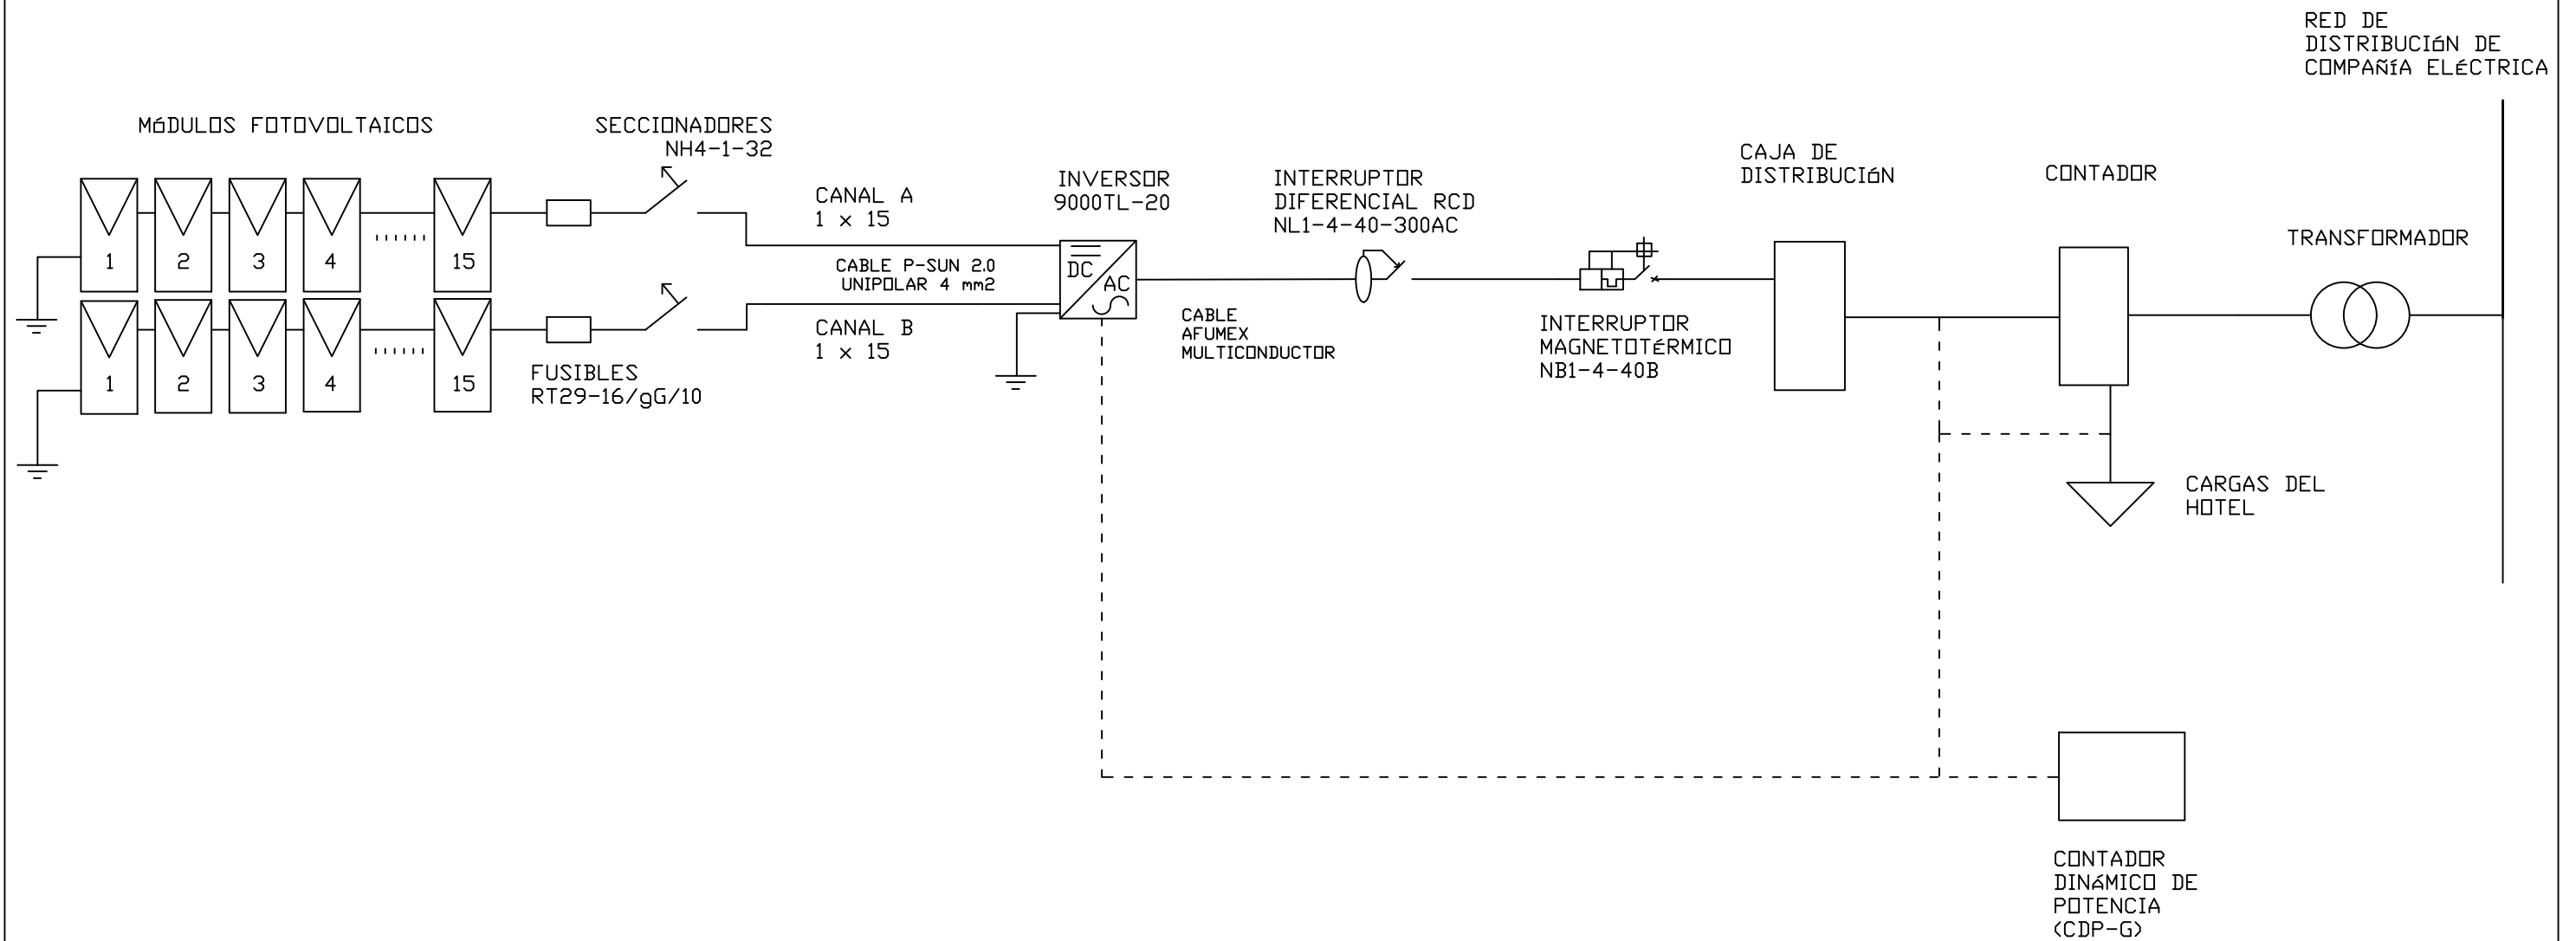 RED DE
DISTRIBUCIóN DE
COMPAÑíA ELéCTRICA
MóDULOS FOTOVOLTAICOS
SECCIONADORES
NH4-1-32
CAJA DE
DISTRIBUCIóN
CONTADOR
INVERSOR
9000TL-20
INTERRUPTOR
DIFERENCIAL RCD
NL1-4-40-300AC
CANAL A
1 x 15
TRANSFORMADOR
1 2 3 4 15
CABLE P-SUN 2.0
UNIPOLAR 4 mm2
DC
AC
CANAL B
1 x 15
CABLE
AFUMEX
MULTICONDUCTOR
INTERRUPTOR
MAGNETOTéRMICO
NB1-4-40B
1 2 3 4 15
FUSIBLES
RT29-16/gG/10
CARGAS DEL
HOTEL
CONTADOR
DINáMICO DE
POTENCIA
(CDP-G)